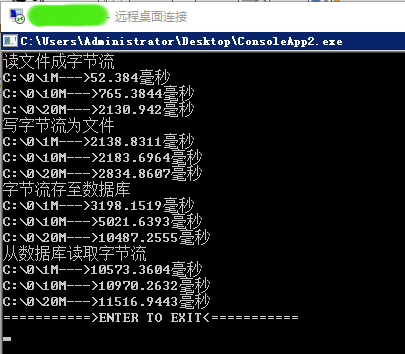 - 远程桌面连接
C:\Users\Administrator\Desktop\ConsoleApp2.exe
读文件成字节流
C:\0\1M--->52.384毫秒
C:\0\10M--->765.3844毫秒
C:\0\20M--->2130.942毫秒
写字节流为文件
C:\0\1M--->2138.8311毫秒
C:\0\10M--->2183.6964毫秒
C:\0\20M--->2834.8607毫秒
字节流存至数据库
C:\0\1M--->3198.1519毫秒
C:\0\10M--->5021.6393毫秒
C:\0\20M--->10487.2555毫秒
从数据库读取字节流
C:\0\1M--->10573.3604毫秒
C:\0\10M--->10970.2632毫秒
C:\0\20M--->11516.9443毫秒
===========>ENTER TO EXIT<===========